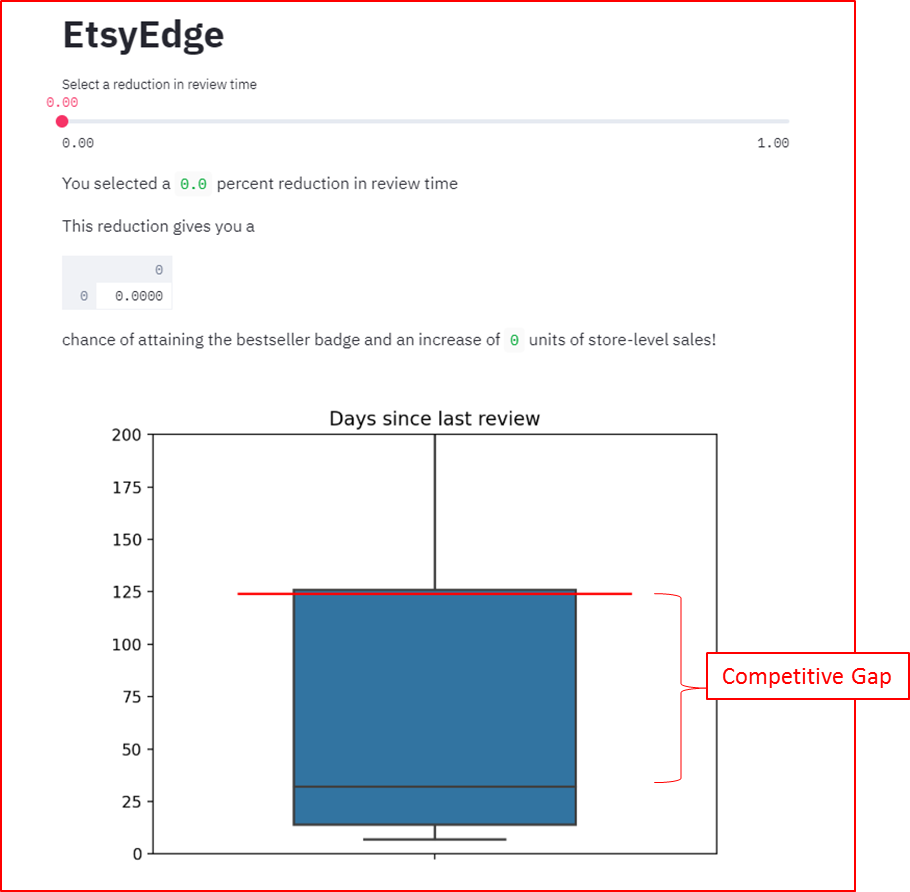 EtsyEdge
Select a reduction in review time
0.00
0.00 1.00
You selected a 0.0 percent reduction in review time
This reduction gives you a
0
0 0.0000
chance of attaining the bestseller badge and an increase of 0 units of store-level sales!
Days since last review
200
175
150
125
100
75
50
25
0
Competitive Gap